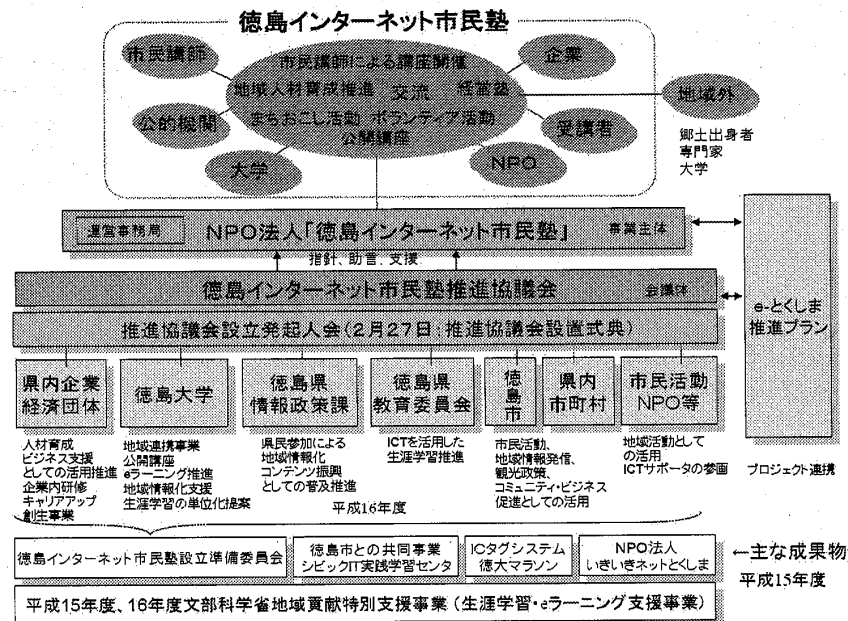 徳島インターネット市民塾
市民講師
企業
市民講師による講座開催
地域人材育成推進 交流 経営塾
まちおこし活動 ボランティア活動
公開講座
公的機関
受講者
大学
NPO
地域外
郷土出身者
専門家
大学
運営事務局
NPO法人「徳島インターネット市民塾」
事業主体
指針、助言、支援
徳島インターネット市民塾推進協議会
会議体
推進協議会設立発起人会(2月27日:推進協議会設置式典)
e-とくしま
推進プラン
県内企業
経済団体
徳島大学
徳島県
情報政策課
徳島県
教育委員会
徳島市
県内
市町村
市民活動
NPO等
人材育成
ビジネス支援
としての活用推進
企業内研修
キャリアアップ
創生事業
地域連携事業
公開講座
eラーニング推進
地域情報化支援
生涯学習の単位化提案
県民参加による
地域情報化
コンテンツ振興
としての普及推進
ICTを活用した
生涯学習推進
市民活動、
地域情報発信、
観光政策、
コミュニティ・ビジネス
促進としての活用
地域活動として
の活用
ICTサポータの参画
プロジェクト連携
平成16年度
徳島インターネット市民塾設立準備委員会
徳島市との共同事業
シビックIT実践学習センタ
ICタグシステム
徳大マラソン
NPO法人
いきいきネットとくしま
←主な成果物
平成15年度
平成15年度、16年度文部科学省地域貢献特別支援事業(生涯学習・eラーニング支援事業)